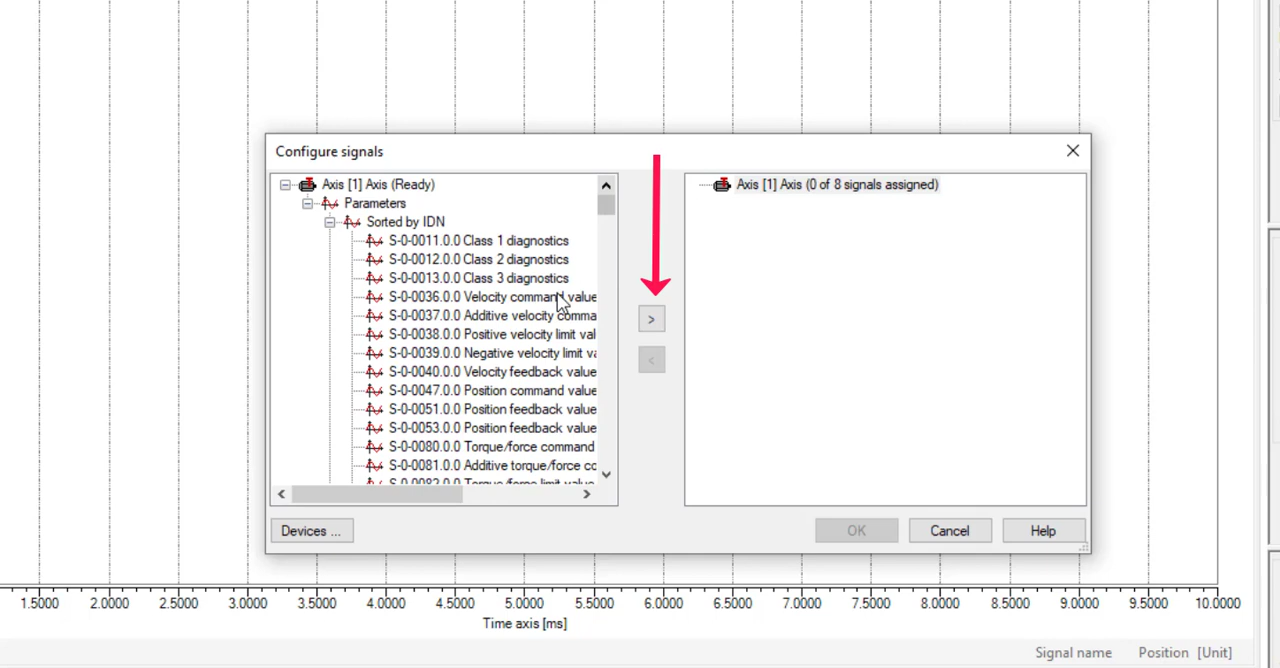 Configure signals
Axis [1] Axis (Ready)
Parameters
Sorted by IDN
S-0-0011.0.0 Class 1 diagnostics
S-0-0012.0.0 Class 2 diagnostics
S-0-0013.0.0 Class 3 diagnostics
S-0-0036.0.0 Velocity command value
S-0-0037.0.0 Additive velocity comma
S-0-0038.0.0 Positive velocity limit val
S-0-0039.0.0 Negative velocity limit va
S-0-0040.0.0 Velocity feedback value
S-0-0047.0.0 Position command value
S-0-0051.0.0 Position feedback value
S-0-0053.0.0 Position feedback value
S-0-0080.0.0 Torque/force command
S-0-0081.0.0 Additive torque/force co
S-0-0082.0.0 Torque/force limit value
>
<
Axis [1] Axis (0 of 8 signals assigned)
Devices ...
OK
Cancel
Help
1.5000 2.0000 2.5000 3.0000 3.5000 4.0000 4.5000 5.0000 5.5000 6.0000 6.5000 7.0000 7.5000 8.0000 8.5000 9.0000 9.5000 10.0000
Time axis [ms]
Signal name Position [Unit]